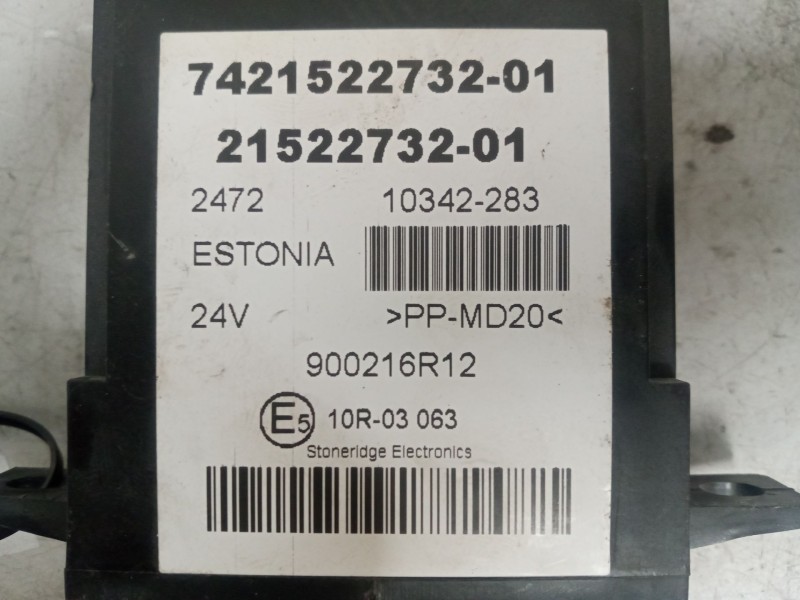 7421522732-01
21522732-01
2472 10342-283
ESTONIA
24V >PP-MD20<
900216R12
E5 10R-03 063
Stoneridge Electronics